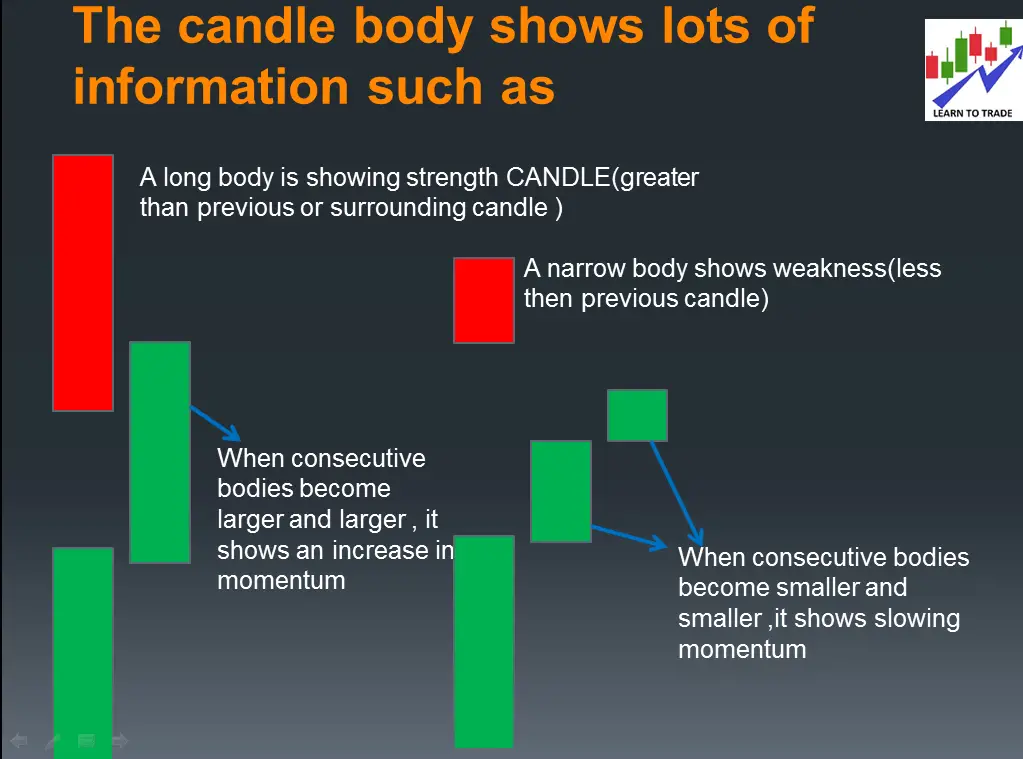 The candle body shows lots of
information such as
LEARN TO TRADE
A long body is showing strength CANDLE(greater
than previous or surrounding candle )
A narrow body shows weakness(less
then previous candle)
When consecutive
bodies become
larger and larger , it
shows an increase in
momentum
When consecutive bodies
become smaller and
smaller ,it shows slowing
momentum